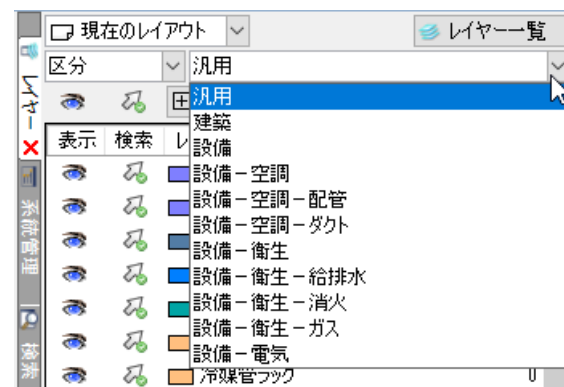 現在のレイアウト
レイヤー一覧
区分
汎用
汎用
建築
設備
設備－空調
設備－空調－配管
設備－空調－ダクト
設備－衛生
設備－衛生－給排水
設備－衛生－消火
設備－衛生－ガス
設備－電気
表示 検索 レ
冷媒管ラック 0
レイヤー
系統管理
検索